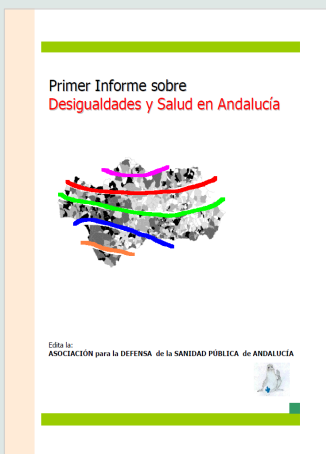 Primer Informe sobre
Desigualdades y Salud en Andalucía
Edita la:
ASOCIACIÓN para la DEFENSA de la SANIDAD PÚBLICA de ANDALUCÍA